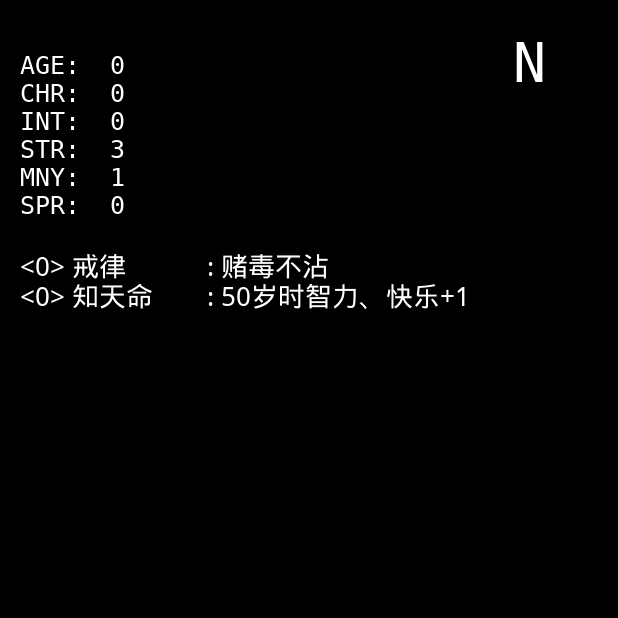 N
AGE: 0
CHR: 0
INT: 0
STR: 3
MNY: 1
SPR: 0
<0> 戒律 : 赌毒不沾
<0> 知天命 : 50岁时智力、快乐+1